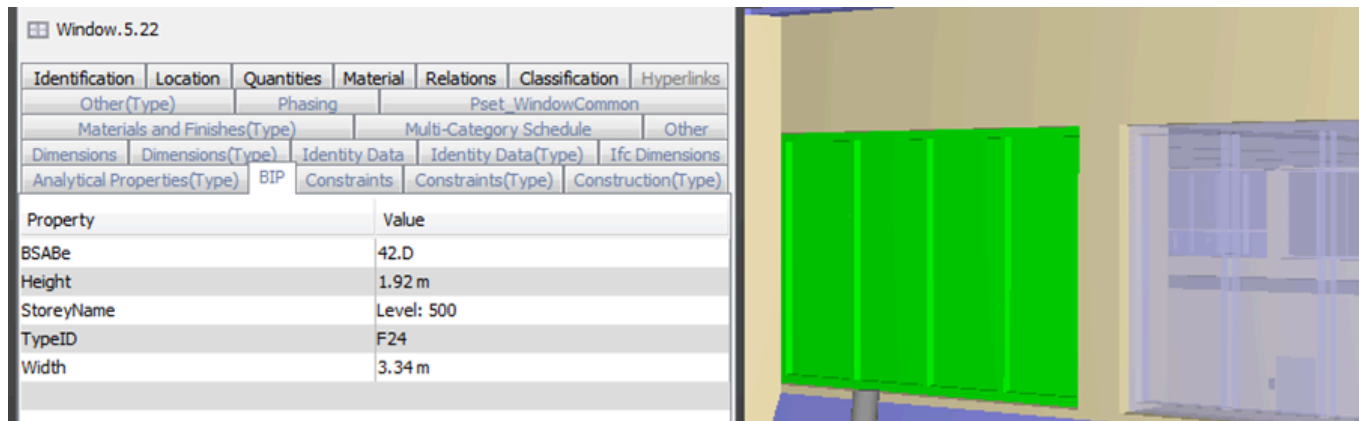 Window.5.22
Identification Location Quantities Material Relations Classification Hyperlinks
Other(Type) Phasing Pset_WindowCommon
Materials and Finishes(Type) Multi-Category Schedule Other
Dimensions Dimensions(Type) Identity Data Identity Data(Type) Ifc Dimensions
Analytical Properties(Type) BIP Constraints Constraints(Type) Construction(Type)
Property Value
BSABe 42.D
Height 1.92 m
StoreyName Level: 500
TypeID F24
Width 3.34 m